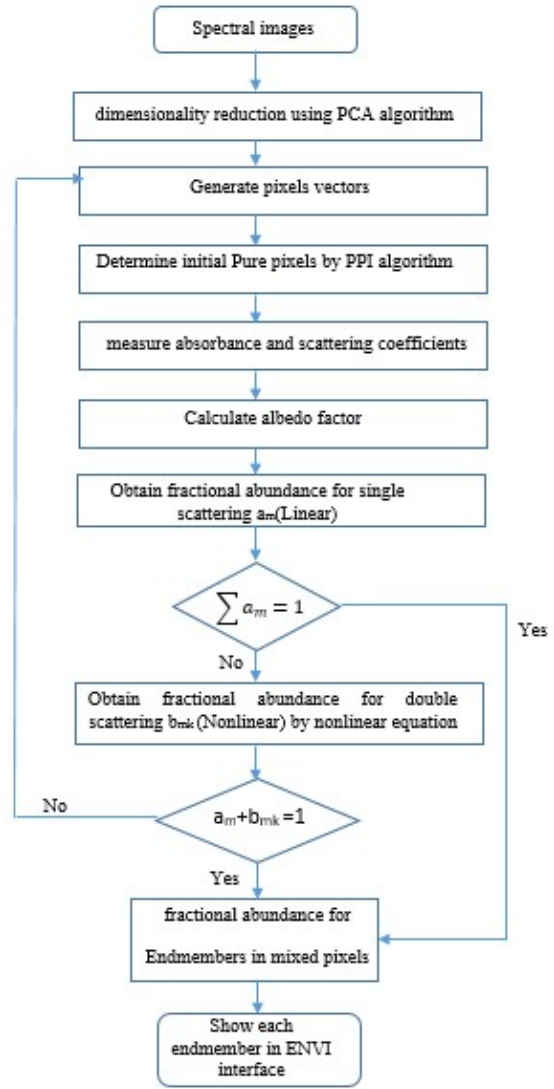 Spectral images
dimensionality reduction using PCA algorithm
Generate pixels vectors
Determine initial Pure pixels by PPI algorithm
measure absorbance and scattering coefficients
Calculate albedo factor
Obtain fractional abundance for single
scattering aₘ(Linear)
∑ aₘ = 1
Yes
No
Obtain fractional abundance for double
scattering bₘₖ (Nonlinear) by nonlinear equation
No
aₘ+bₘₖ =1
Yes
fractional abundance for
Endmembers in mixed pixels
Show each
endmember in ENVI
interface